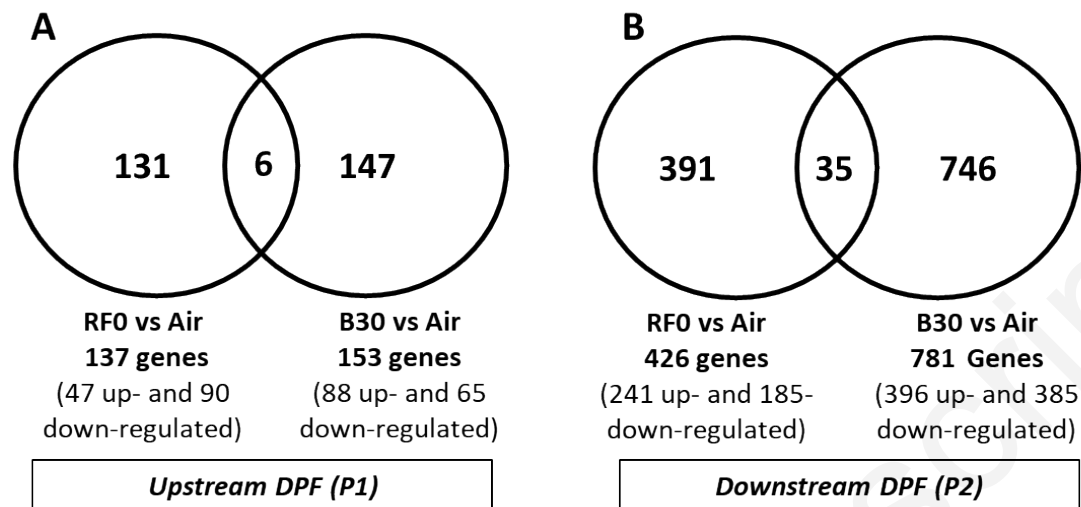 A
131
6
147
RF0 vs Air
137 genes
(47 up- and 90
down-regulated)
B30 vs Air
153 genes
(88 up- and 65
down-regulated)
Upstream DPF (P1)
B
391
35
746
RF0 vs Air
426 genes
(241 up- and 185-
down-regulated)
B30 vs Air
781 Genes
(396 up- and 385
down-regulated)
Downstream DPF (P2)